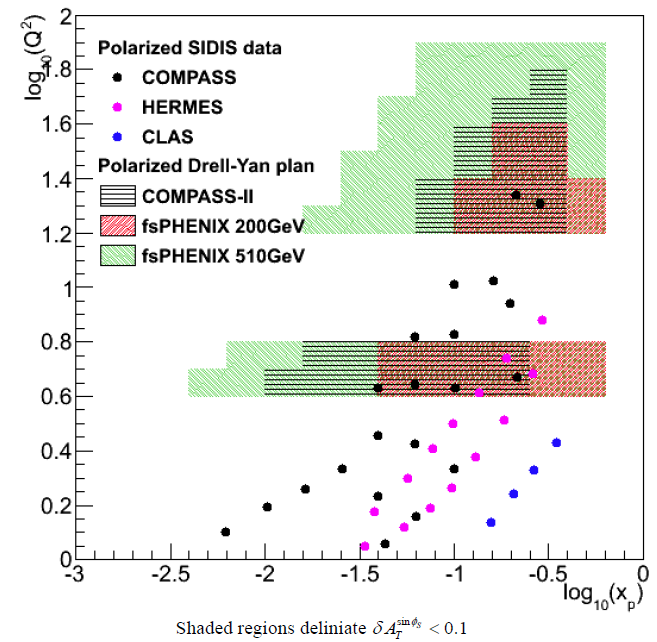 log₁₀(Q²)
2
1.8
1.6
1.4
1.2
1
0.8
0.6
0.4
0.2
0
Polarized SIDIS data
COMPASS
HERMES
CLAS
Polarized Drell-Yan plan
COMPASS-II
fsPHENIX 200GeV
fsPHENIX 510GeV
-3 -2.5 -2 -1.5 -1 -0.5 0
log₁₀(xₚ)
Shaded regions deliniate δA_T^{sin ϕ_S} < 0.1